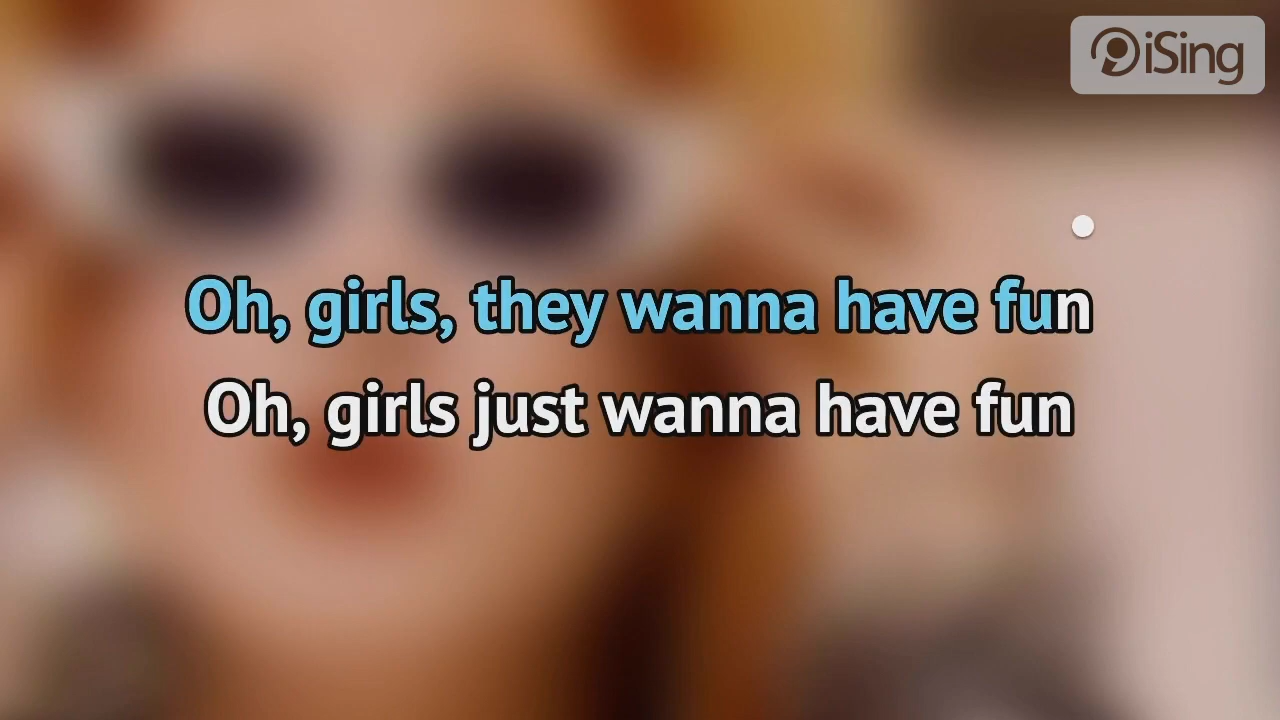 iSing
Oh, girls, they wanna have fun
Oh, girls just wanna have fun